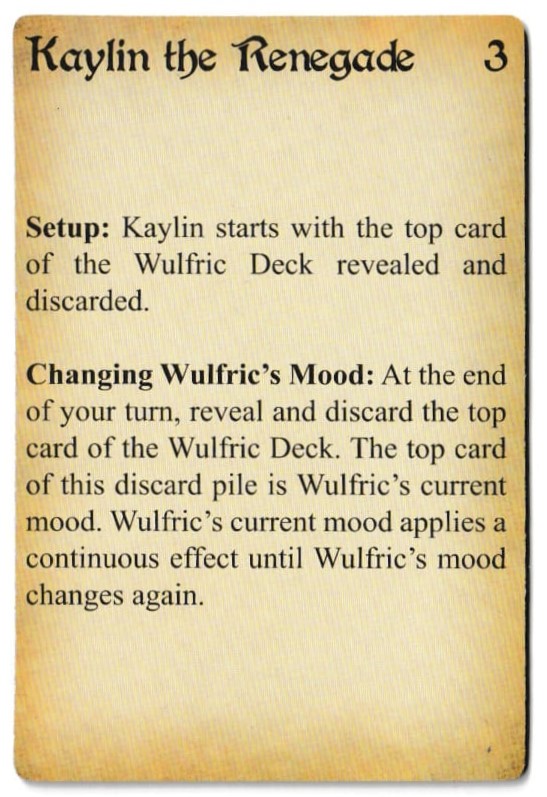 Kaylin the Renegade 3
Setup: Kaylin starts with the top card
of the Wulfric Deck revealed and
discarded.
Changing Wulfric's Mood: At the end
of your turn, reveal and discard the top
card of the Wulfric Deck. The top card
of this discard pile is Wulfric's current
mood. Wulfric's current mood applies a
continuous effect until Wulfric's mood
changes again.